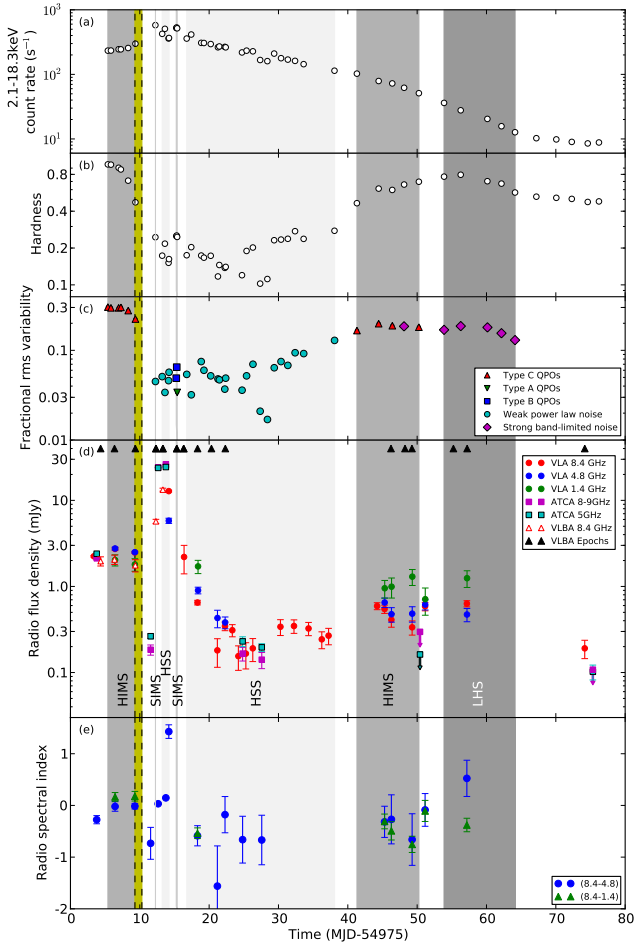 (a)
10³
10²
10¹
2.1-18.3keV
count rate (s⁻¹)
(b)
0.8
0.4
0.2
0.1
Hardness
(c)
0.3
0.1
0.03
0.01
Fractional rms variability
Type C QPOs
Type A QPOs
Type B QPOs
Weak power law noise
Strong band-limited noise
(d)
30
10
3.0
1.0
0.3
0.1
Radio flux density (mJy)
VLA 8.4 GHz
VLA 4.8 GHz
VLA 1.4 GHz
ATCA 8-9GHz
ATCA 5GHz
VLBA 8.4 GHz
VLBA Epochs
HIMS
SIMS
HSS
SIMS
HSS
HIMS
LHS
(e)
1
0
-1
-2
Radio spectral index
(8.4-4.8)
(8.4-1.4)
0
10
20
30
40
50
60
70
80
Time (MJD-54975)